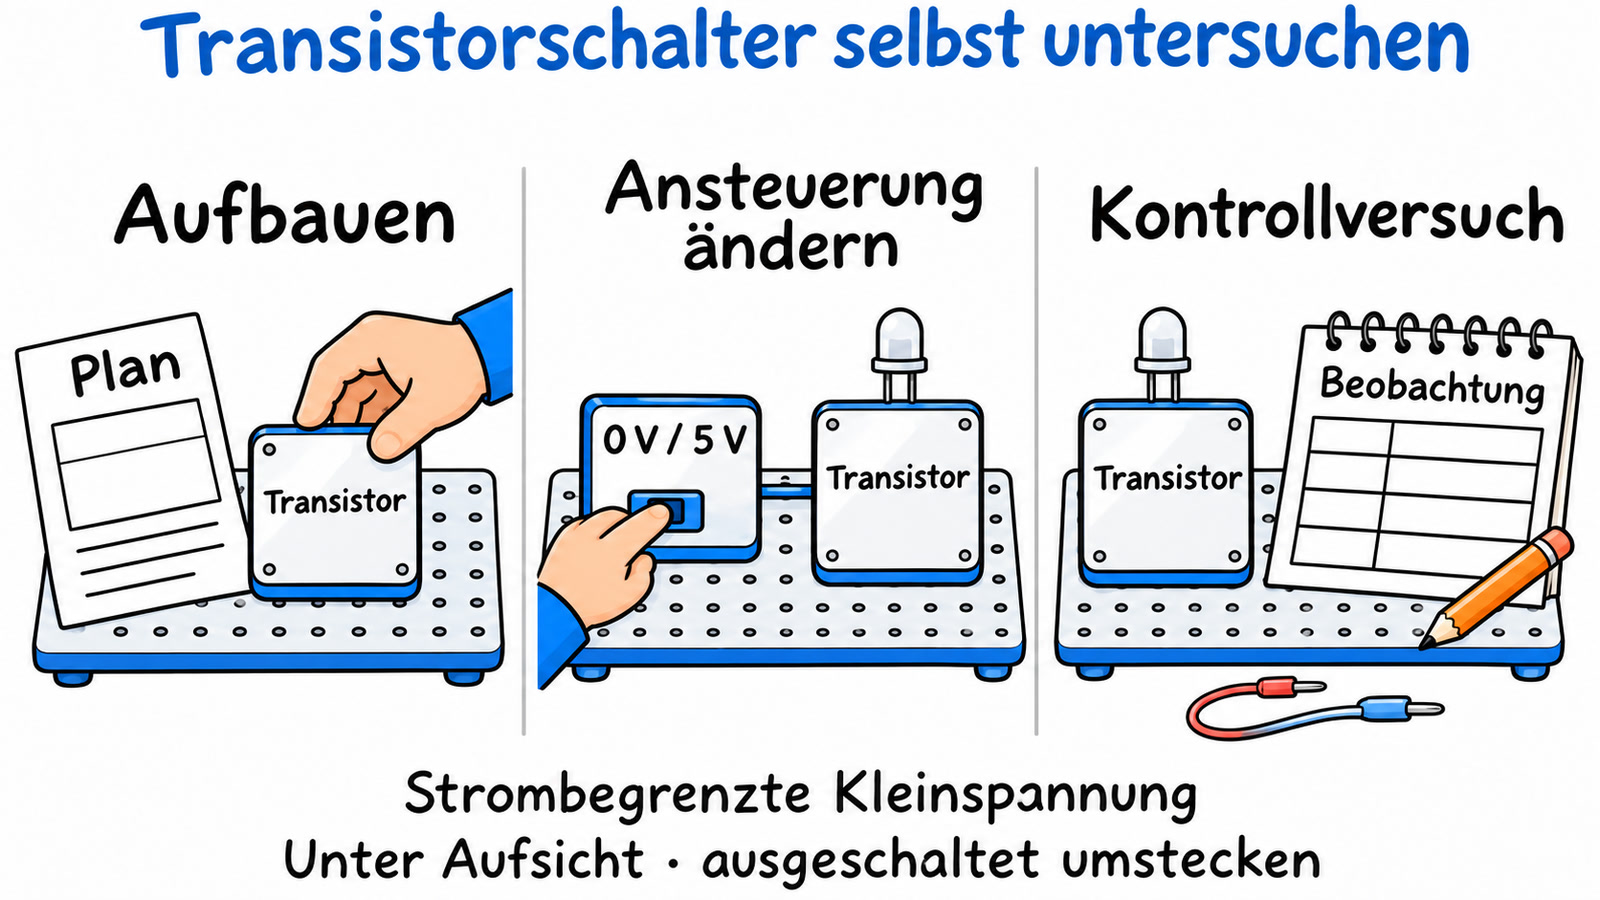 Transistorschalter selbst untersuchen
Aufbauen
Plan
Transistor
Ansteuerung
ändern
0 V / 5 V
Transistor
Kontrollversuch
Transistor
Beobachtung
Strombegrenzte Kleinspannung
Unter Aufsicht · ausgeschaltet umstecken